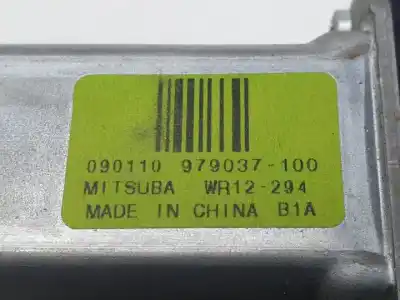 090110 979037-100
MITSUBA WR12-294
MADE IN CHINA B1A